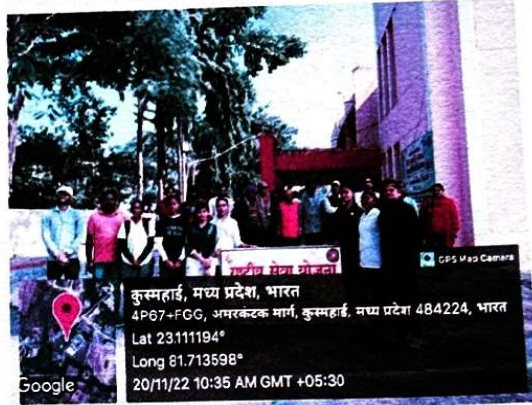 राष्ट्रीय सेवा योजना
GPS Map Camera
कुस्महाई, मध्य प्रदेश, भारत
4P67+FGG, अमरकंटक मार्ग, कुस्महाई, मध्य प्रदेश 484224, भारत
Lat 23.111194°
Long 81.713598°
20/11/22 10:35 AM GMT +05:30
Google